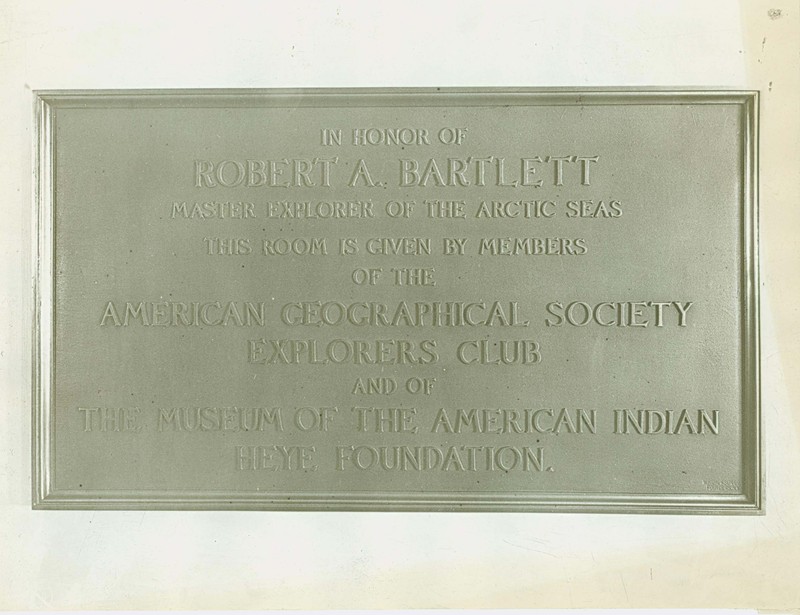 IN HONOR OF
ROBERT A. BARTLETT
MASTER EXPLORER OF THE ARCTIC SEAS
THIS ROOM IS GIVEN BY MEMBERS
OF THE
AMERICAN GEOGRAPHICAL SOCIETY
EXPLORERS CLUB
AND OF
THE MUSEUM OF THE AMERICAN INDIAN
HEYE FOUNDATION.